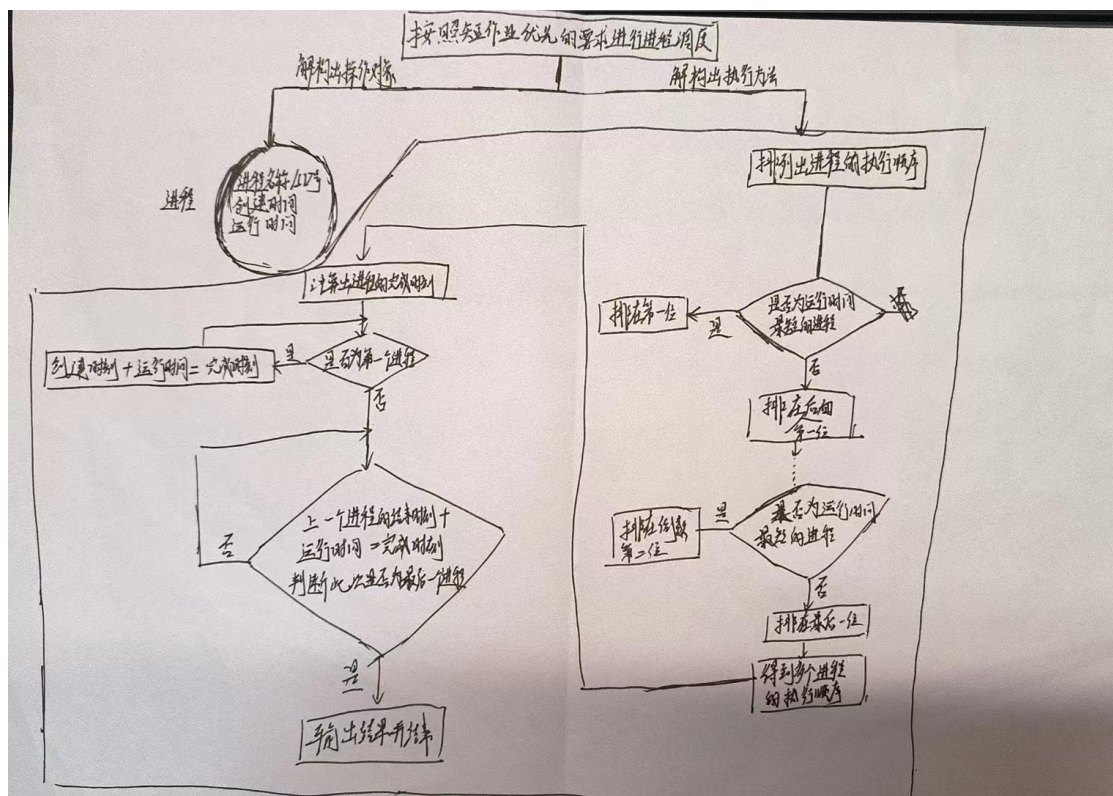 按照短作业优先的要求进行进程调度
解构出操作对象
解构出执行方法
进程
进程名称/ID号
创建时间
运行时间
排列出进程的执行顺序
是否为运行时间
最短的进程
是
排在第一位
否
排在后面
第一位
是否为运行时间
最短的进程
是
排在倒数
第二位
否
排在最后一位
得到多个进程
的执行顺序
计算出进程的完成时刻
是否为第一个进程
是
创建时刻+运行时间=完成时刻
否
上一个进程的结束时刻+
运行时间=完成时刻
判断此次是否为最后一个进程
否
是
输出结果并结束